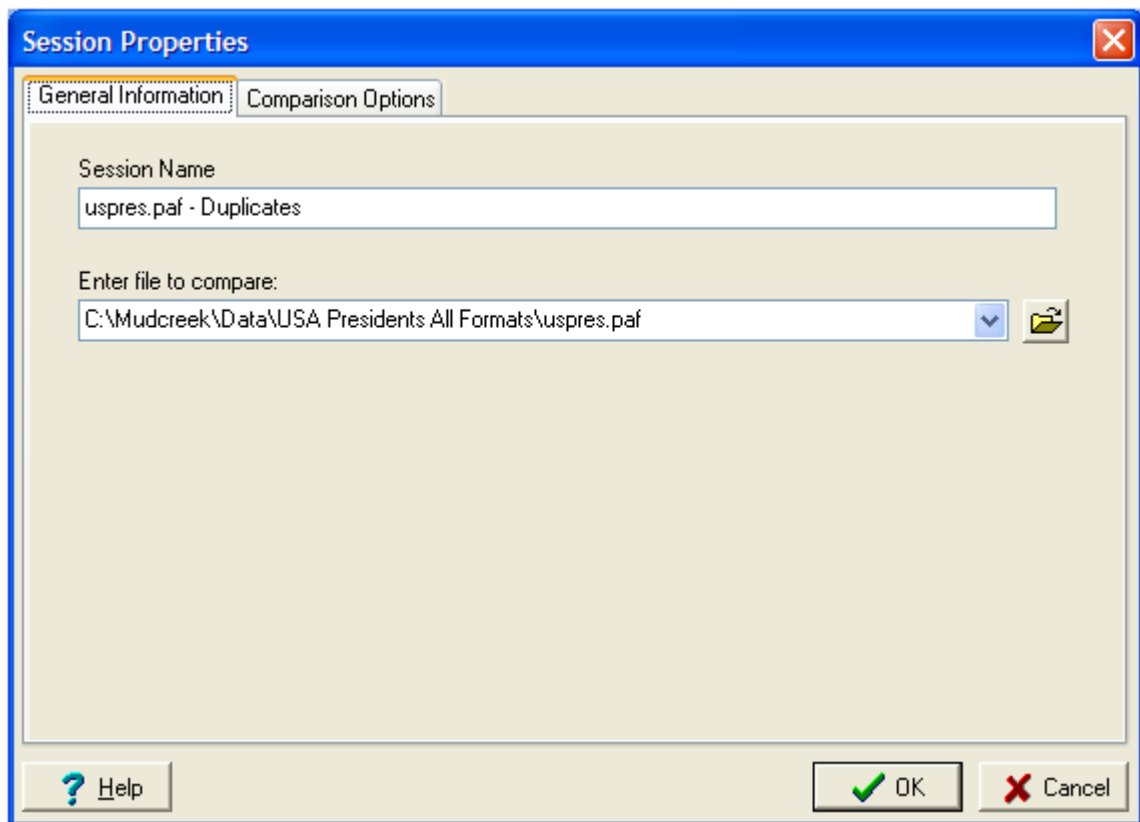 Session Properties
General Information
Comparison Options
Session Name
uspres.paf - Duplicates
Enter file to compare:
C:\Mudcreek\Data\USA Presidents All Formats\uspres.paf
Help
OK
Cancel